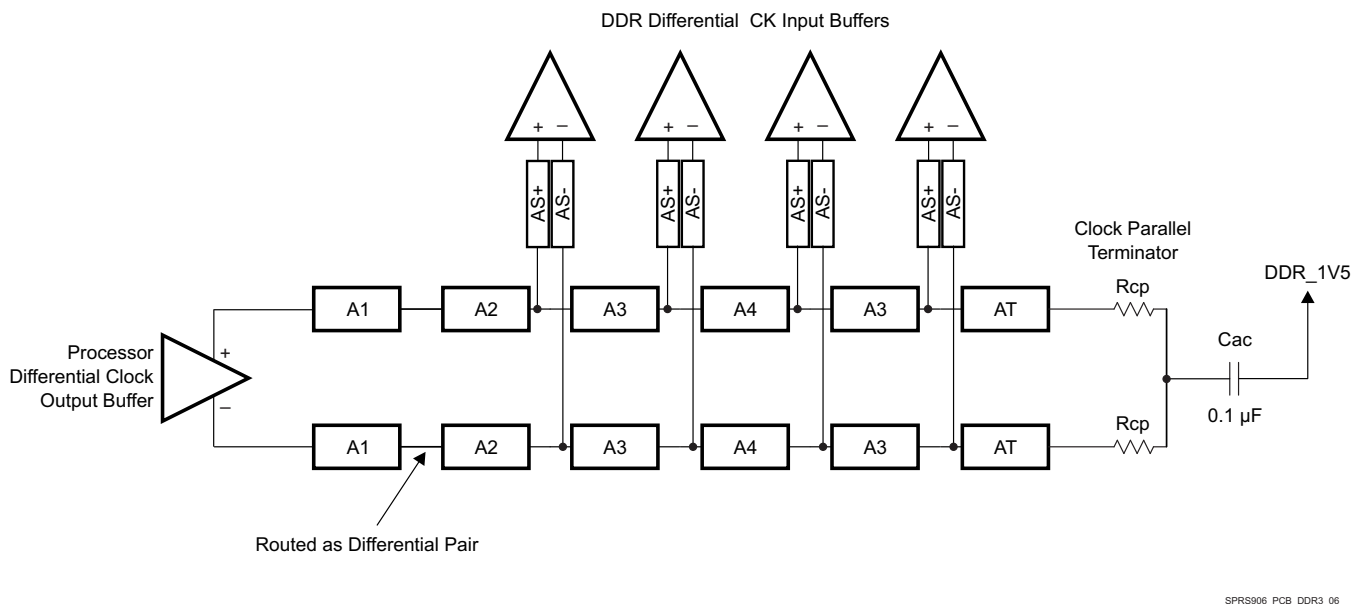 DDR Differential CK Input Buffers
+ –
+ –
+ –
+ –
AS+
AS-
AS+
AS-
AS+
AS-
AS+
AS-
Clock Parallel
Terminator
DDR_1V5
Rcp
A1
A2
A3
A4
A3
AT
Processor
Differential Clock
Output Buffer
+
–
Cac
0.1 µF
Rcp
A1
A2
A3
A4
A3
AT
Routed as Differential Pair
SPRS906_PCB_DDR3_06